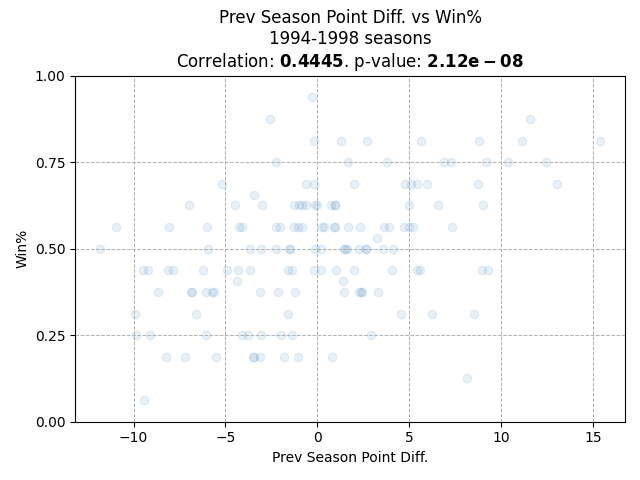 Prev Season Point Diff. vs Win%
1994-1998 seasons
Correlation: 0.4445. p-value: 2.12e − 08
1.00
0.75
0.50
0.25
0.00
Win%
−10
−5
0
5
10
15
Prev Season Point Diff.